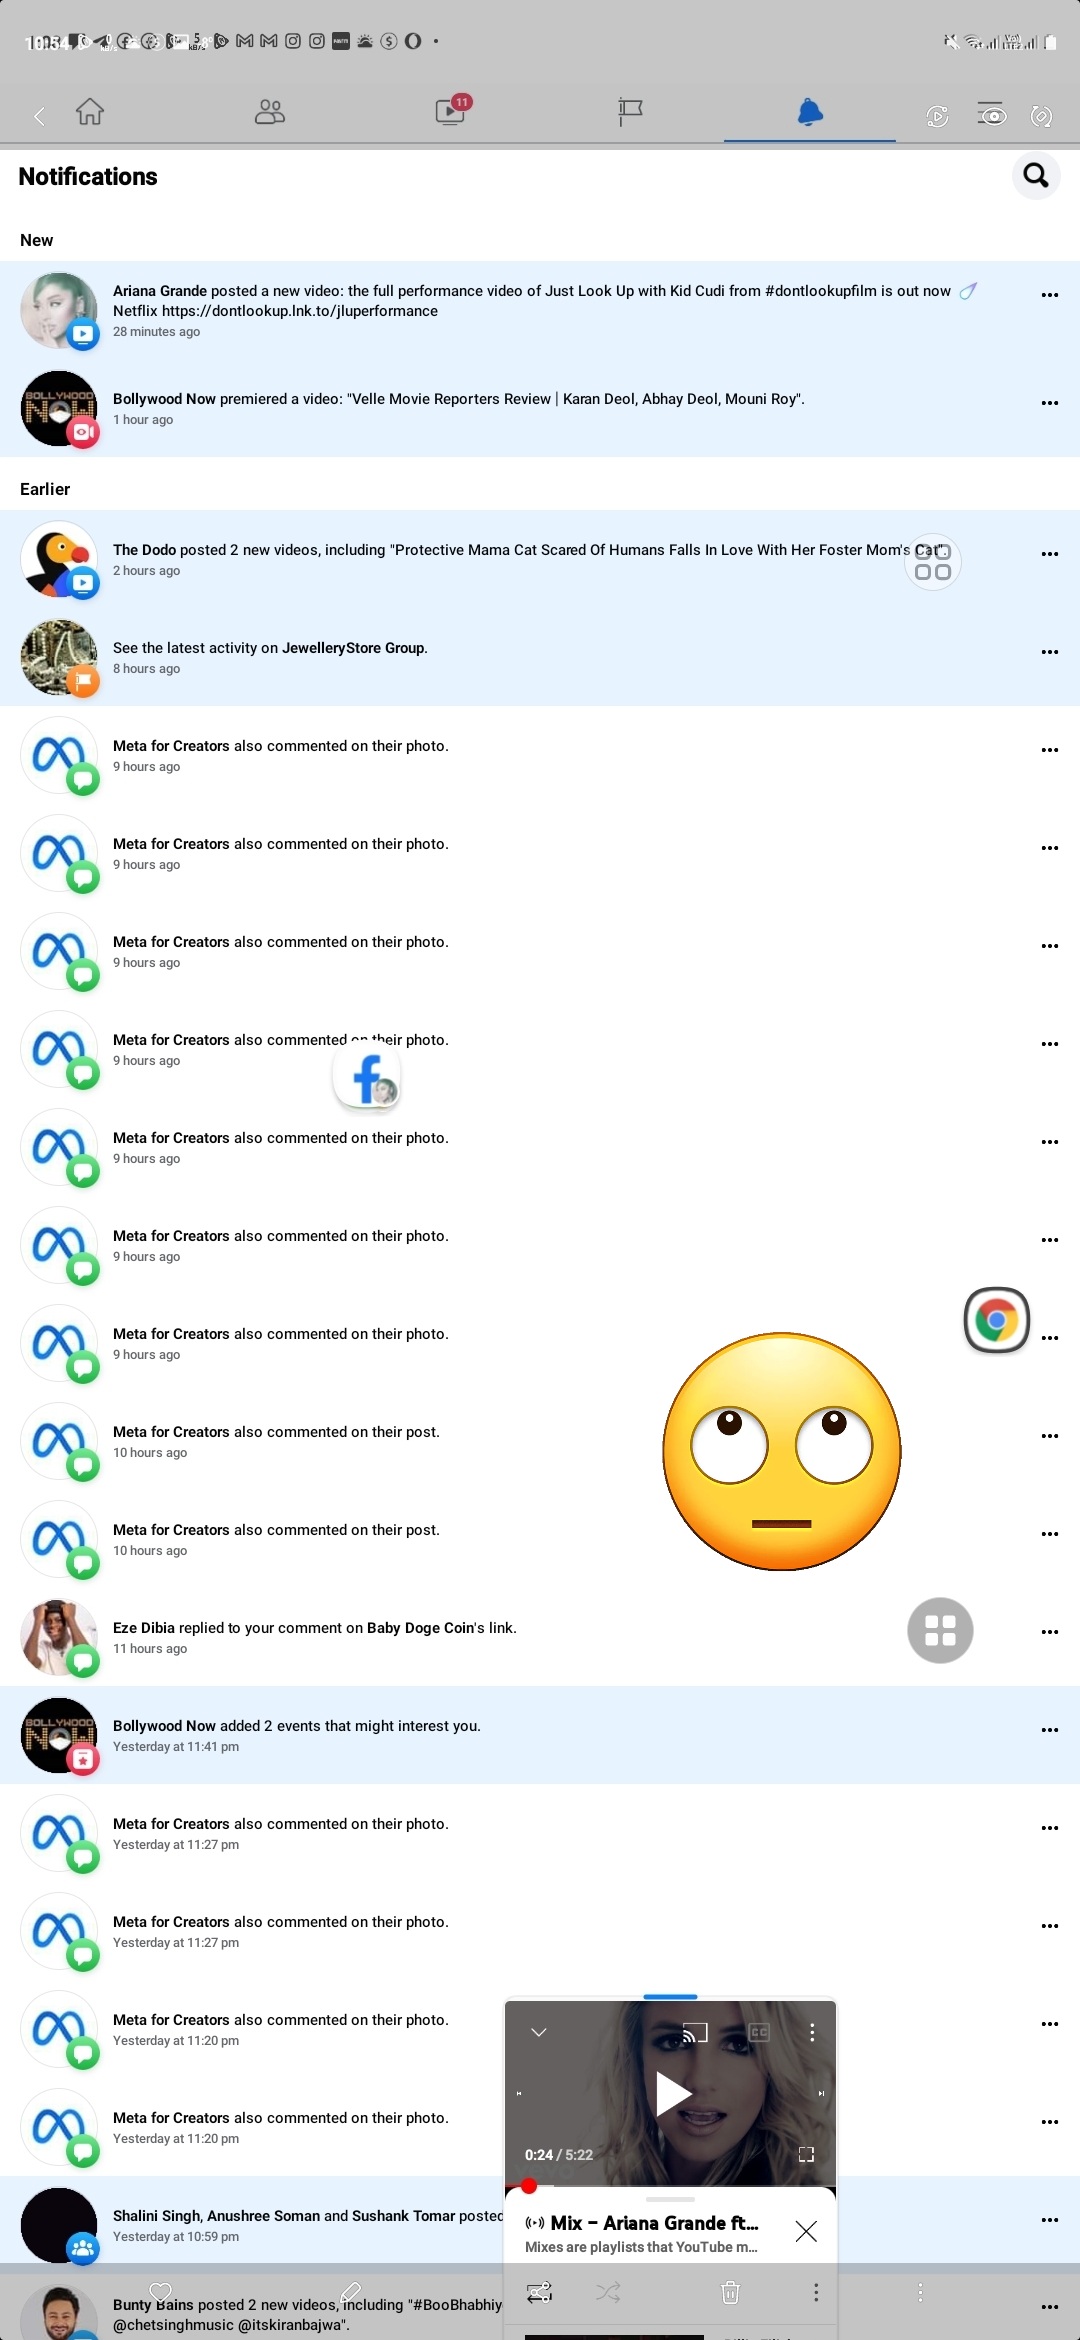 10:54
11
Notifications
New
Ariana Grande posted a new video: the full performance video of Just Look Up with Kid Cudi from #dontlookupfilm is out now
Netflix https://dontlookup.lnk.to/jluperformance
28 minutes ago
BOLLYWOOD
NOW
Bollywood Now premiered a video: "Velle Movie Reporters Review | Karan Deol, Abhay Deol, Mouni Roy".
1 hour ago
Earlier
The Dodo posted 2 new videos, including "Protective Mama Cat Scared Of Humans Falls In Love With Her Foster Mom's Cat".
2 hours ago
See the latest activity on JewelleryStore Group.
8 hours ago
Meta for Creators also commented on their photo.
9 hours ago
Meta for Creators also commented on their photo.
9 hours ago
Meta for Creators also commented on their photo.
9 hours ago
Meta for Creators also commented on their photo.
9 hours ago
Meta for Creators also commented on their photo.
9 hours ago
Meta for Creators also commented on their photo.
9 hours ago
Meta for Creators also commented on their photo.
9 hours ago
Meta for Creators also commented on their post.
10 hours ago
Meta for Creators also commented on their post.
10 hours ago
Eze Dibia replied to your comment on Baby Doge Coin's link.
11 hours ago
BOLLYWOOD
NOW
Bollywood Now added 2 events that might interest you.
Yesterday at 11:41 pm
Meta for Creators also commented on their photo.
Yesterday at 11:27 pm
Meta for Creators also commented on their photo.
Yesterday at 11:27 pm
Meta for Creators also commented on their photo.
Yesterday at 11:20 pm
Meta for Creators also commented on their photo.
Yesterday at 11:20 pm
CC
0:24 / 5:22
Mix – Ariana Grande ft...
Mixes are playlists that YouTube m...
Shalini Singh, Anushree Soman and Sushank Tomar posted
Yesterday at 10:59 pm
Bunty Bains posted 2 new videos, including "#BooBhabhiy
@chetsinghmusic @itskiranbajwa".